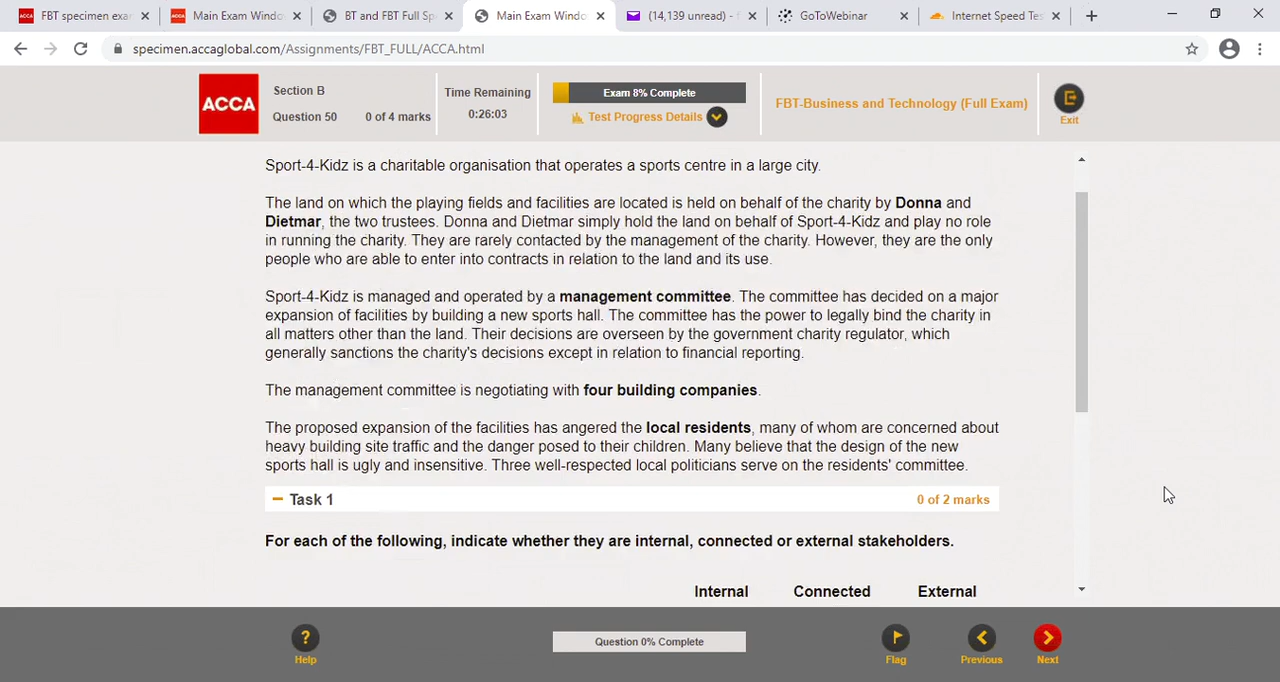 FBT specimen exa
Main Exam Windo
BT and FBT Full Sp
Main Exam Windo
(14,139 unread) - f
GoToWebinar
Internet Speed Tes
specimen.accaglobal.com/Assignments/FBT_FULL/ACCA.html
ACCA
Section B
Question 50
0 of 4 marks
Time Remaining
0:26:03
Exam 8% Complete
Test Progress Details
FBT-Business and Technology (Full Exam)
Exit
Sport-4-Kidz is a charitable organisation that operates a sports centre in a large city.
The land on which the playing fields and facilities are located is held on behalf of the charity by Donna and
Dietmar, the two trustees. Donna and Dietmar simply hold the land on behalf of Sport-4-Kidz and play no role
in running the charity. They are rarely contacted by the management of the charity. However, they are the only
people who are able to enter into contracts in relation to the land and its use.
Sport-4-Kidz is managed and operated by a management committee. The committee has decided on a major
expansion of facilities by building a new sports hall. The committee has the power to legally bind the charity in
all matters other than the land. Their decisions are overseen by the government charity regulator, which
generally sanctions the charity's decisions except in relation to financial reporting.
The management committee is negotiating with four building companies.
The proposed expansion of the facilities has angered the local residents, many of whom are concerned about
heavy building site traffic and the danger posed to their children. Many believe that the design of the new
sports hall is ugly and insensitive. Three well-respected local politicians serve on the residents' committee.
Task 1
0 of 2 marks
For each of the following, indicate whether they are internal, connected or external stakeholders.
Internal Connected External
?
Help
Question 0% Complete
Flag
Previous
Next